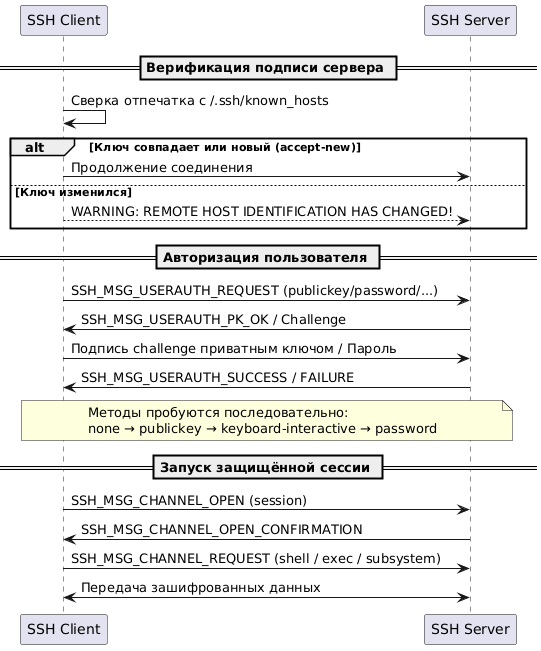 SSH Client
SSH Server
Верификация подписи сервера
Сверка отпечатка с /.ssh/known_hosts
alt
[Ключ совпадает или новый (accept-new)]
Продолжение соединения
[Ключ изменился]
WARNING: REMOTE HOST IDENTIFICATION HAS CHANGED!
Авторизация пользователя
SSH_MSG_USERAUTH_REQUEST (publickey/password/...)
SSH_MSG_USERAUTH_PK_OK / Challenge
Подпись challenge приватным ключом / Пароль
SSH_MSG_USERAUTH_SUCCESS / FAILURE
Методы пробуются последовательно:
none → publickey → keyboard-interactive → password
Запуск защищённой сессии
SSH_MSG_CHANNEL_OPEN (session)
SSH_MSG_CHANNEL_OPEN_CONFIRMATION
SSH_MSG_CHANNEL_REQUEST (shell / exec / subsystem)
Передача зашифрованных данных
SSH Client
SSH Server